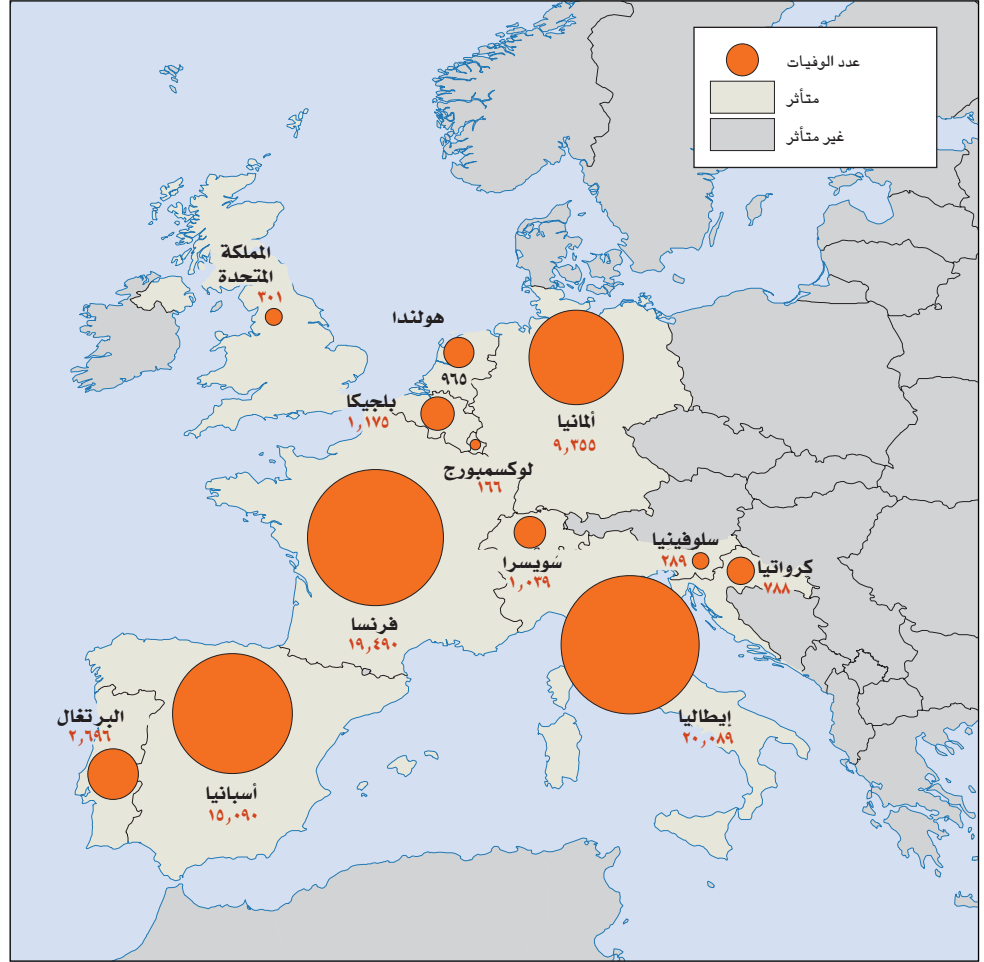 عدد الوفيات
متأثر
غير متأثر
المملكة
المتحدة
٣٠١
هولندا
٩٦٥
بلجيكا
١,١٧٥
ألمانيا
٩,٣٥٥
لوكسمبورج
١٦٦
سويسرا
١,٠٣٩
سلوفينيا
٢٨٩
كرواتيا
٧٨٨
فرنسا
١٩,٤٩٠
إيطاليا
٢٠,٠٨٩
البرتغال
٢,٦٩٦
أسبانيا
١٥,٠٩٠